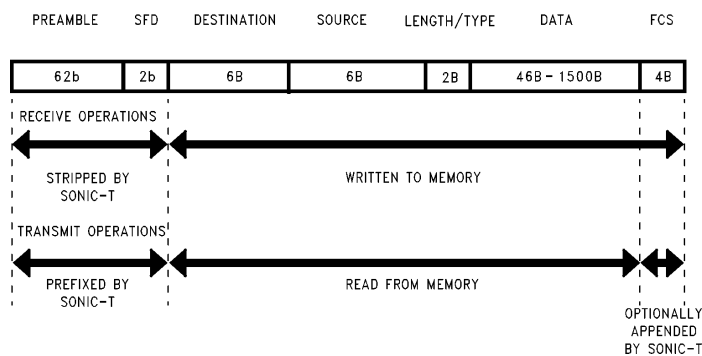 PREAMBLE SFD DESTINATION SOURCE LENGTH/TYPE DATA FCS
62b 2b 6B 6B 2B 46B – 1500B 4B
RECEIVE OPERATIONS
STRIPPED BY
SONIC–T
WRITTEN TO MEMORY
TRANSMIT OPERATIONS
PREFIXED BY
SONIC–T
READ FROM MEMORY
OPTIONALLY
APPENDED
BY SONIC–T